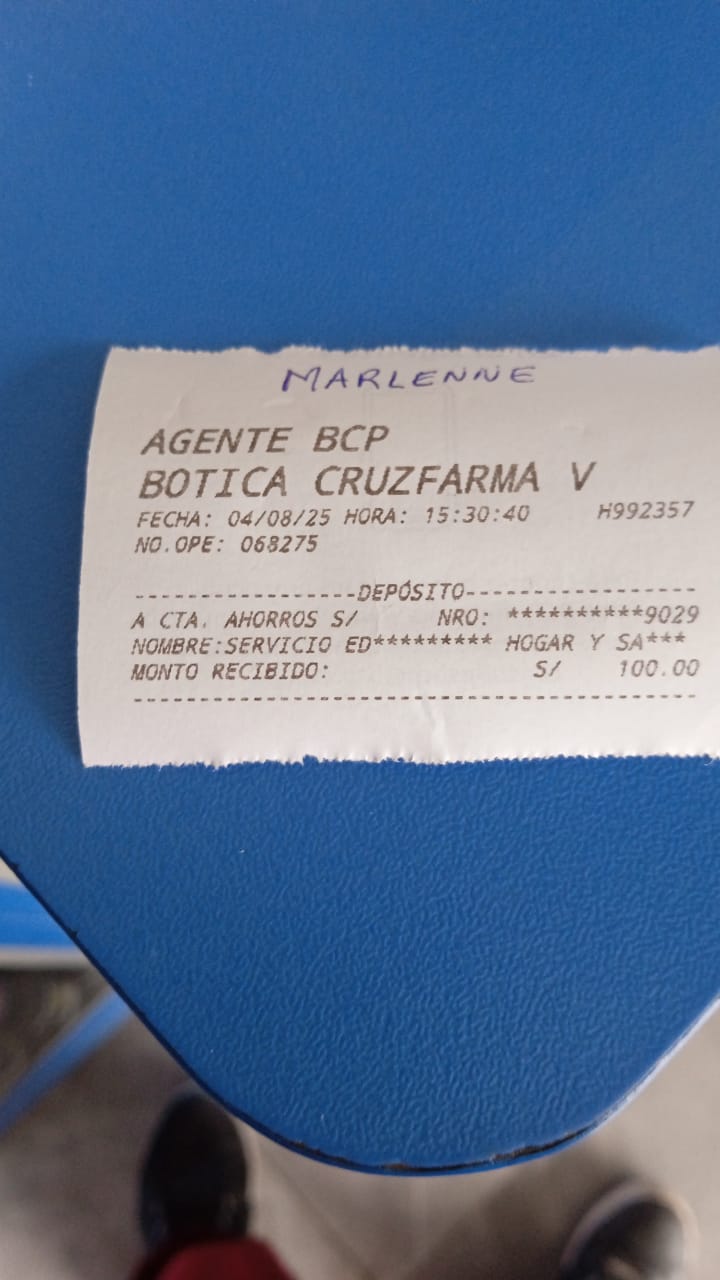 MARLENNE
AGENTE BCP
BOTICA CRUZFARMA V
FECHA: 04/08/25 HORA: 15:30:40 H992357
NO.OPE: 068275
-----------------DEPÓSITO-----------------
A CTA. AHORROS S/ NRO: **********9029
NOMBRE:SERVICIO ED********* HOGAR Y SA***
MONTO RECIBIDO: S/ 100.00
------------------------------------------